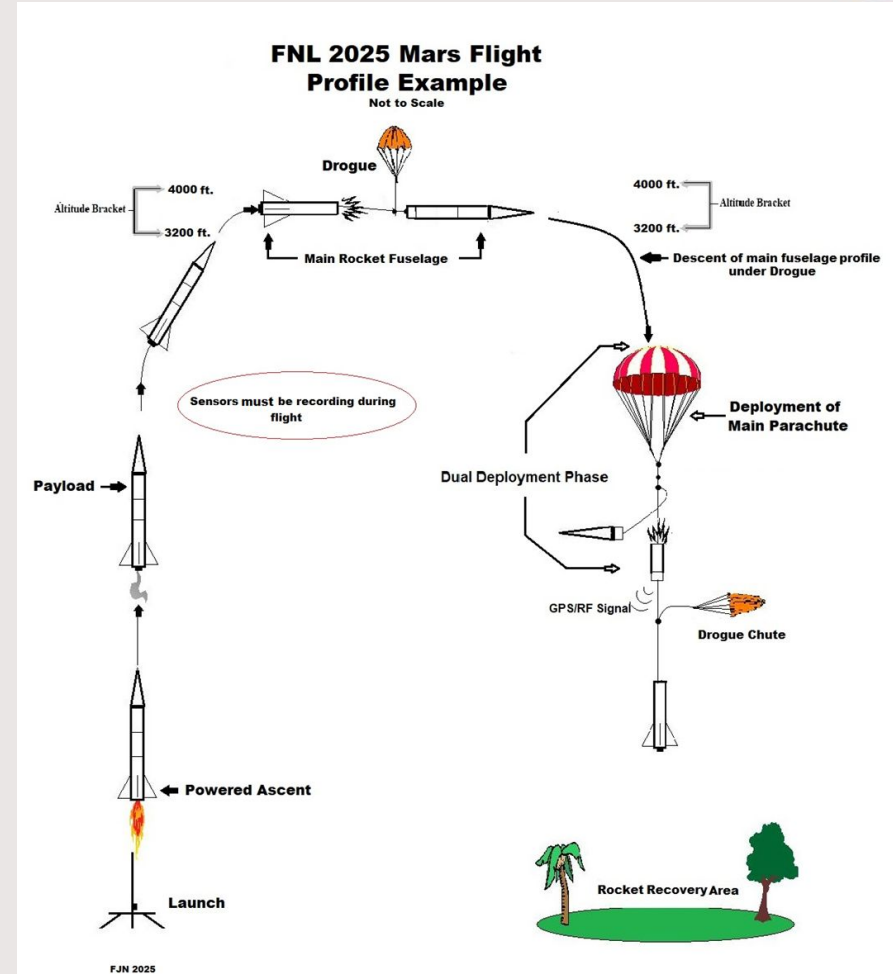 FNL 2025 Mars Flight
Profile Example
Not to Scale
Drogue
4000 ft.
Altitude Bracket
3200 ft.
4000 ft.
Altitude Bracket
3200 ft.
Main Rocket Fuselage
Descent of main fuselage profile
under Drogue
Sensors must be recording during
flight
Deployment of
Main Parachute
Payload
Dual Deployment Phase
GPS/RF Signal
Drogue Chute
Powered Ascent
Launch
Rocket Recovery Area
FJN 2025